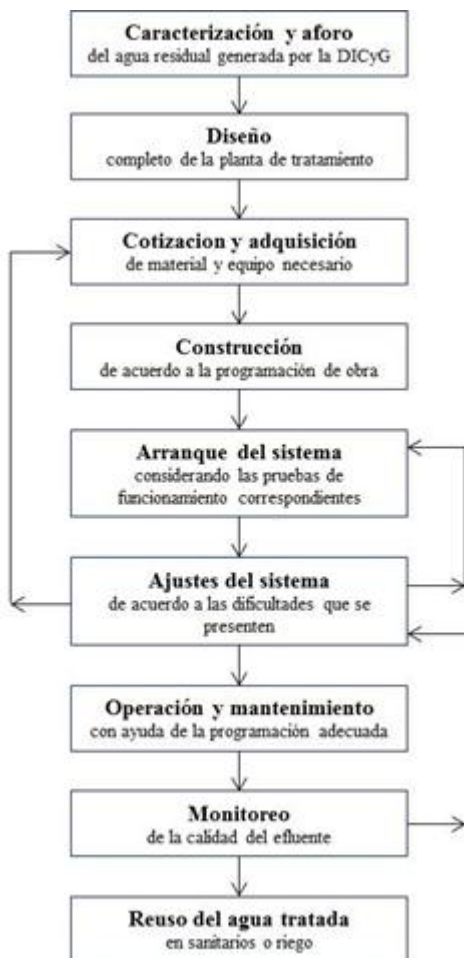 Caracterización y aforo
del agua residual generada por la DICyG
Diseño
completo de la planta de tratamiento
Cotizacion y adquisición
de material y equipo necesario
Construcción
de acuerdo a la programación de obra
Arranque del sistema
considerando las pruebas de
funcionamiento correspondientes
Ajustes del sistema
de acuerdo a las dificultades que se
presenten
Operación y mantenimiento
con ayuda de la programación adecuada
Monitoreo
de la calidad del efluente
Reuso del agua tratada
en sanitarios o riego